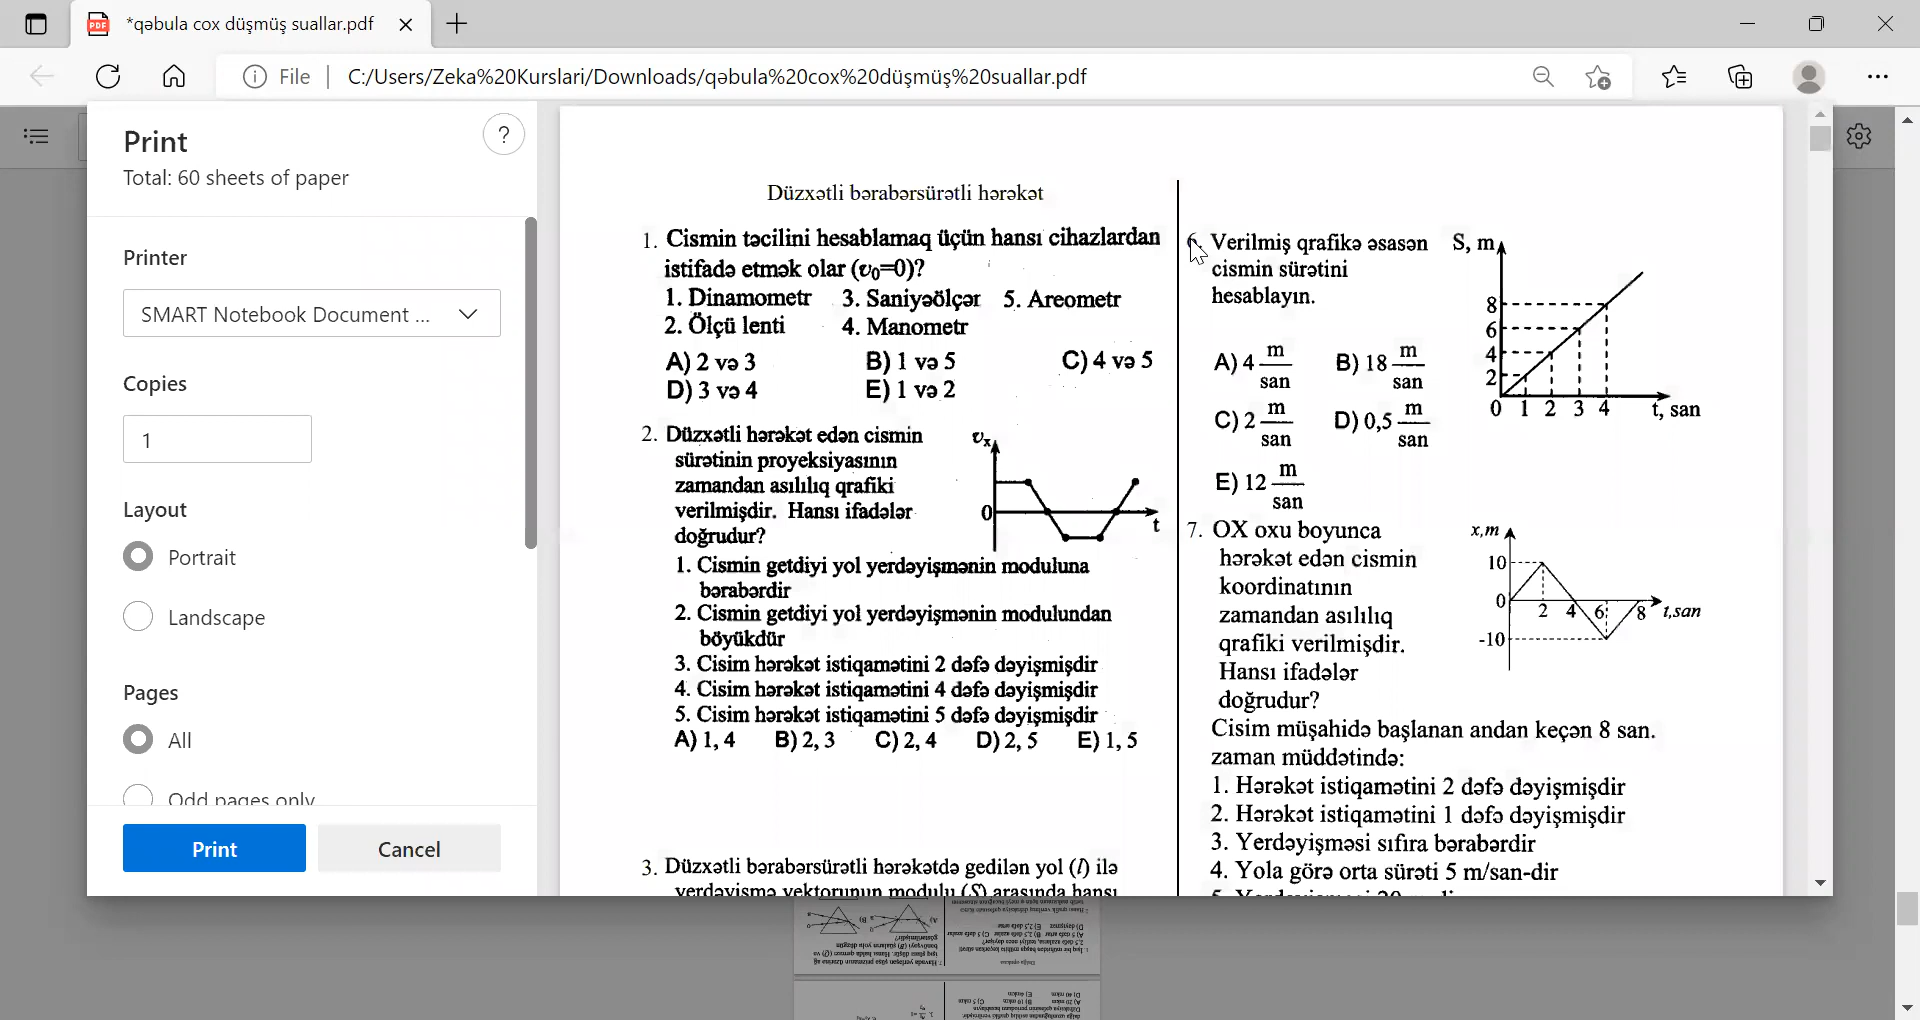 *qəbula cox düşmüş suallar.pdf
File
C:/Users/Zeka%20Kurslari/Downloads/qəbula%20cox%20düşmüş%20suallar.pdf
Print
?
Total: 60 sheets of paper
Printer
SMART Notebook Document ...
Copies
1
Layout
Portrait
Landscape
Pages
All
Odd pages only
Print
Cancel
Düzxətli bərabərsürətli hərəkət
1. Cismin təcilini hesablamaq üçün hansı cihazlardan
istifadə etmək olar (υ₀=0)?
1. Dinamometr 3. Saniyəölçər 5. Areometr
2. Ölçü lenti 4. Manometr
A) 2 və 3 B) 1 və 5 C) 4 və 5
D) 3 və 4 E) 1 və 2
2. Düzxətli hərəkət edən cismin
sürətinin proyeksiyasının
zamandan asılılıq qrafiki
verilmişdir. Hansı ifadələr
doğrudur?
υₓ
0
t
1. Cismin getdiyi yol yerdəyişmənin moduluna
bərabərdir
2. Cismin getdiyi yol yerdəyişmənin modulundan
böyükdür
3. Cisim hərəkət istiqamətini 2 dəfə dəyişmişdir
4. Cisim hərəkət istiqamətini 4 dəfə dəyişmişdir
5. Cisim hərəkət istiqamətini 5 dəfə dəyişmişdir
A) 1, 4 B) 2, 3 C) 2, 4 D) 2, 5 E) 1, 5
3. Düzxətli bərabərsürətli hərəkətdə gedilən yol (l) ilə
yerdəyişmə vektorunun modulu (S) arasında hansı
6. Verilmiş qrafikə əsasən
cismin sürətini
hesablayın.
S, m
8
6
4
2
0 1 2 3 4 t, san
A) 4 m/san B) 18 m/san
C) 2 m/san D) 0,5 m/san
E) 12 m/san
7. OX oxu boyunca
hərəkət edən cismin
koordinatının
zamandan asılılıq
qrafiki verilmişdir.
Hansı ifadələr
doğrudur?
x,m
10
0
2 4 6 8 t,san
-10
Cisim müşahidə başlanan andan keçən 8 san.
zaman müddətində:
1. Hərəkət istiqamətini 2 dəfə dəyişmişdir
2. Hərəkət istiqamətini 1 dəfə dəyişmişdir
3. Yerdəyişməsi sıfıra bərabərdir
4. Yola görə orta sürəti 5 m/san-dir